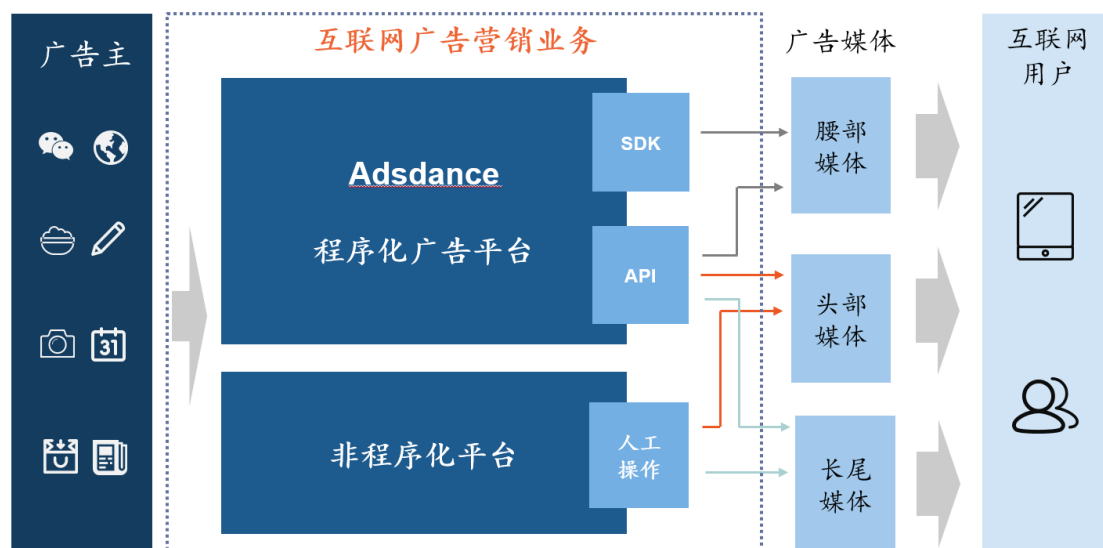 广告主
互联网广告营销业务
广告媒体
互联网
用户
SDK
腰部
媒体
Adsdance
程序化广告平台
API
头部
媒体
31
非程序化平台
人工
操作
长尾
媒体